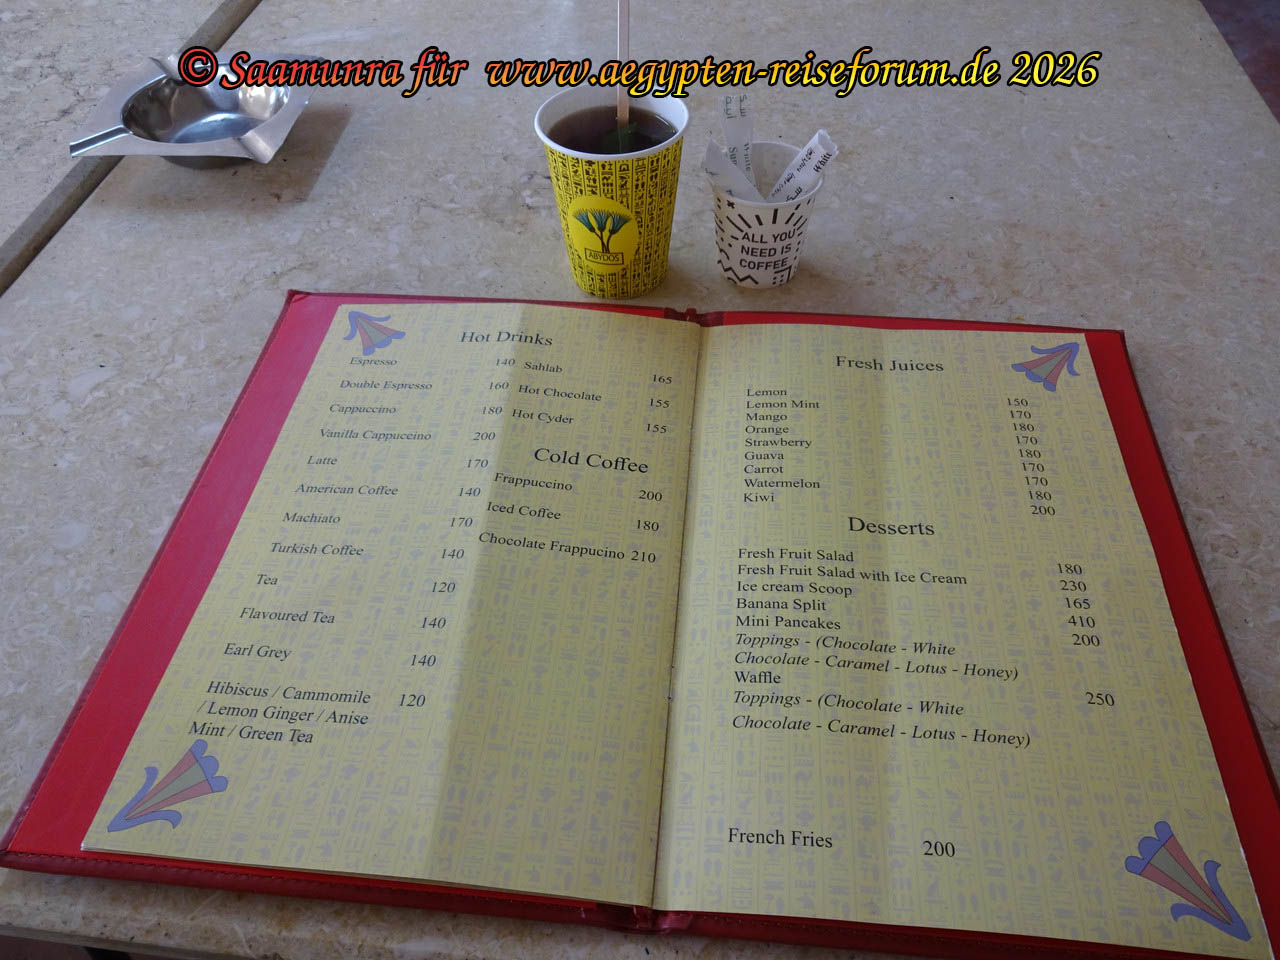 © Saamunra für www.aegypten-reiseforum.de 2026
ABYDOS
ALL YOU
NEED IS
COFFEE
White
Hot Drinks
Espresso 140
Double Espresso 160
Cappuccino 180
Vanilla Cappuceino 200
Latte 170
American Coffee 140
Machiato 170
Turkish Coffee 140
Tea 120
Flavoured Tea 140
Earl Grey 140
Hibiscus / Cammomile 120
/ Lemon Ginger / Anise
Mint / Green Tea
Sahlab 165
Hot Chocolate 155
Hot Cyder 155
Cold Coffee
Frappuccino 200
Iced Coffee 180
Chocolate Frappucino 210
Fresh Juices
Lemon 150
Lemon Mint 170
Mango 180
Orange 170
Strawberry 180
Guava 170
Carrot 170
Watermelon 180
Kiwi 200
Desserts
Fresh Fruit Salad 180
Fresh Fruit Salad with Ice Cream 230
Ice cream Scoop 165
Banana Split 410
Mini Pancakes 200
Toppings - (Chocolate - White
Chocolate - Caramel - Lotus - Honey)
Waffle 250
Toppings - (Chocolate - White
Chocolate - Caramel - Lotus - Honey)
French Fries 200